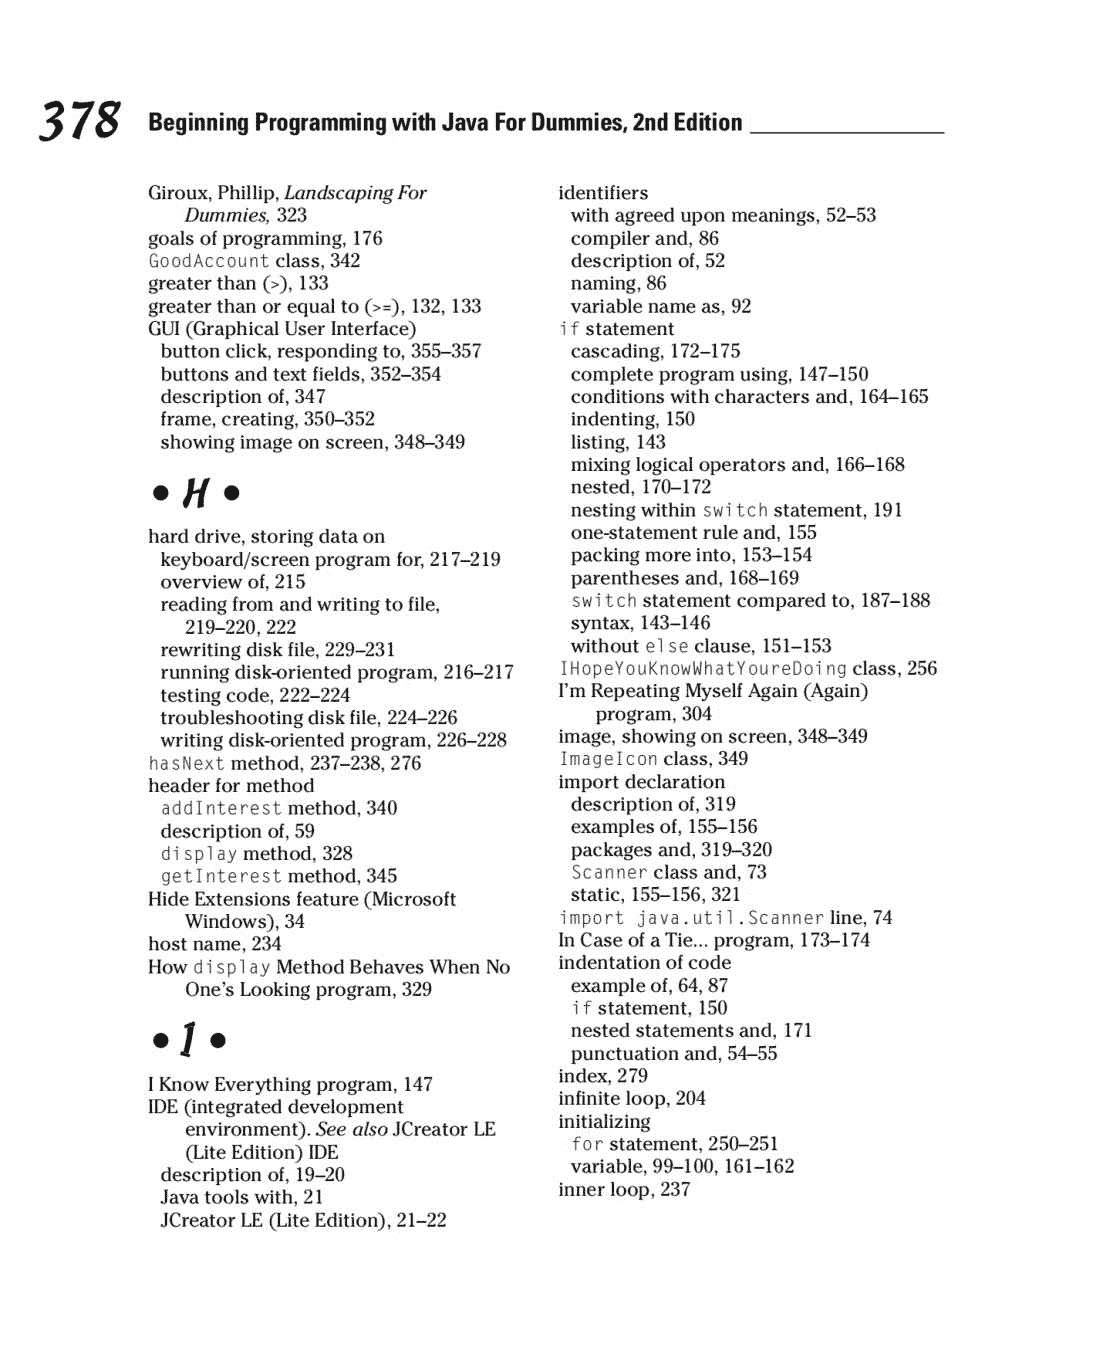 378 Beginning Programming with Java For Dummies, 2nd Edition
Giroux, Phillip, Landscaping For
Dummies, 323
goals of programming, 176
GoodAccount class, 342
greater than (>), 133
greater than or equal to (>=), 132, 133
GUI (Graphical User Interface)
button click, responding to, 355–357
buttons and text fields, 352–354
description of, 347
frame, creating, 350–352
showing image on screen, 348–349
• H •
hard drive, storing data on
keyboard/screen program for, 217–219
overview of, 215
reading from and writing to file,
219–220, 222
rewriting disk file, 229–231
running disk-oriented program, 216–217
testing code, 222–224
troubleshooting disk file, 224–226
writing disk-oriented program, 226–228
hasNext method, 237–238, 276
header for method
addInterest method, 340
description of, 59
display method, 328
getInterest method, 345
Hide Extensions feature (Microsoft
Windows), 34
host name, 234
How display Method Behaves When No
One's Looking program, 329
• I •
I Know Everything program, 147
IDE (integrated development
environment). See also JCreator LE
(Lite Edition) IDE
description of, 19–20
Java tools with, 21
JCreator LE (Lite Edition), 21–22
identifiers
with agreed upon meanings, 52–53
compiler and, 86
description of, 52
naming, 86
variable name as, 92
if statement
cascading, 172–175
complete program using, 147–150
conditions with characters and, 164–165
indenting, 150
listing, 143
mixing logical operators and, 166–168
nested, 170–172
nesting within switch statement, 191
one-statement rule and, 155
packing more into, 153–154
parentheses and, 168–169
switch statement compared to, 187–188
syntax, 143–146
without else clause, 151–153
IHopeYouKnowWhatYoureDoing class, 256
I'm Repeating Myself Again (Again)
program, 304
image, showing on screen, 348–349
ImageIcon class, 349
import declaration
description of, 319
examples of, 155–156
packages and, 319–320
Scanner class and, 73
static, 155–156, 321
import java.util.Scanner line, 74
In Case of a Tie... program, 173–174
indentation of code
example of, 64, 87
if statement, 150
nested statements and, 171
punctuation and, 54–55
index, 279
infinite loop, 204
initializing
for statement, 250–251
variable, 99–100, 161–162
inner loop, 237